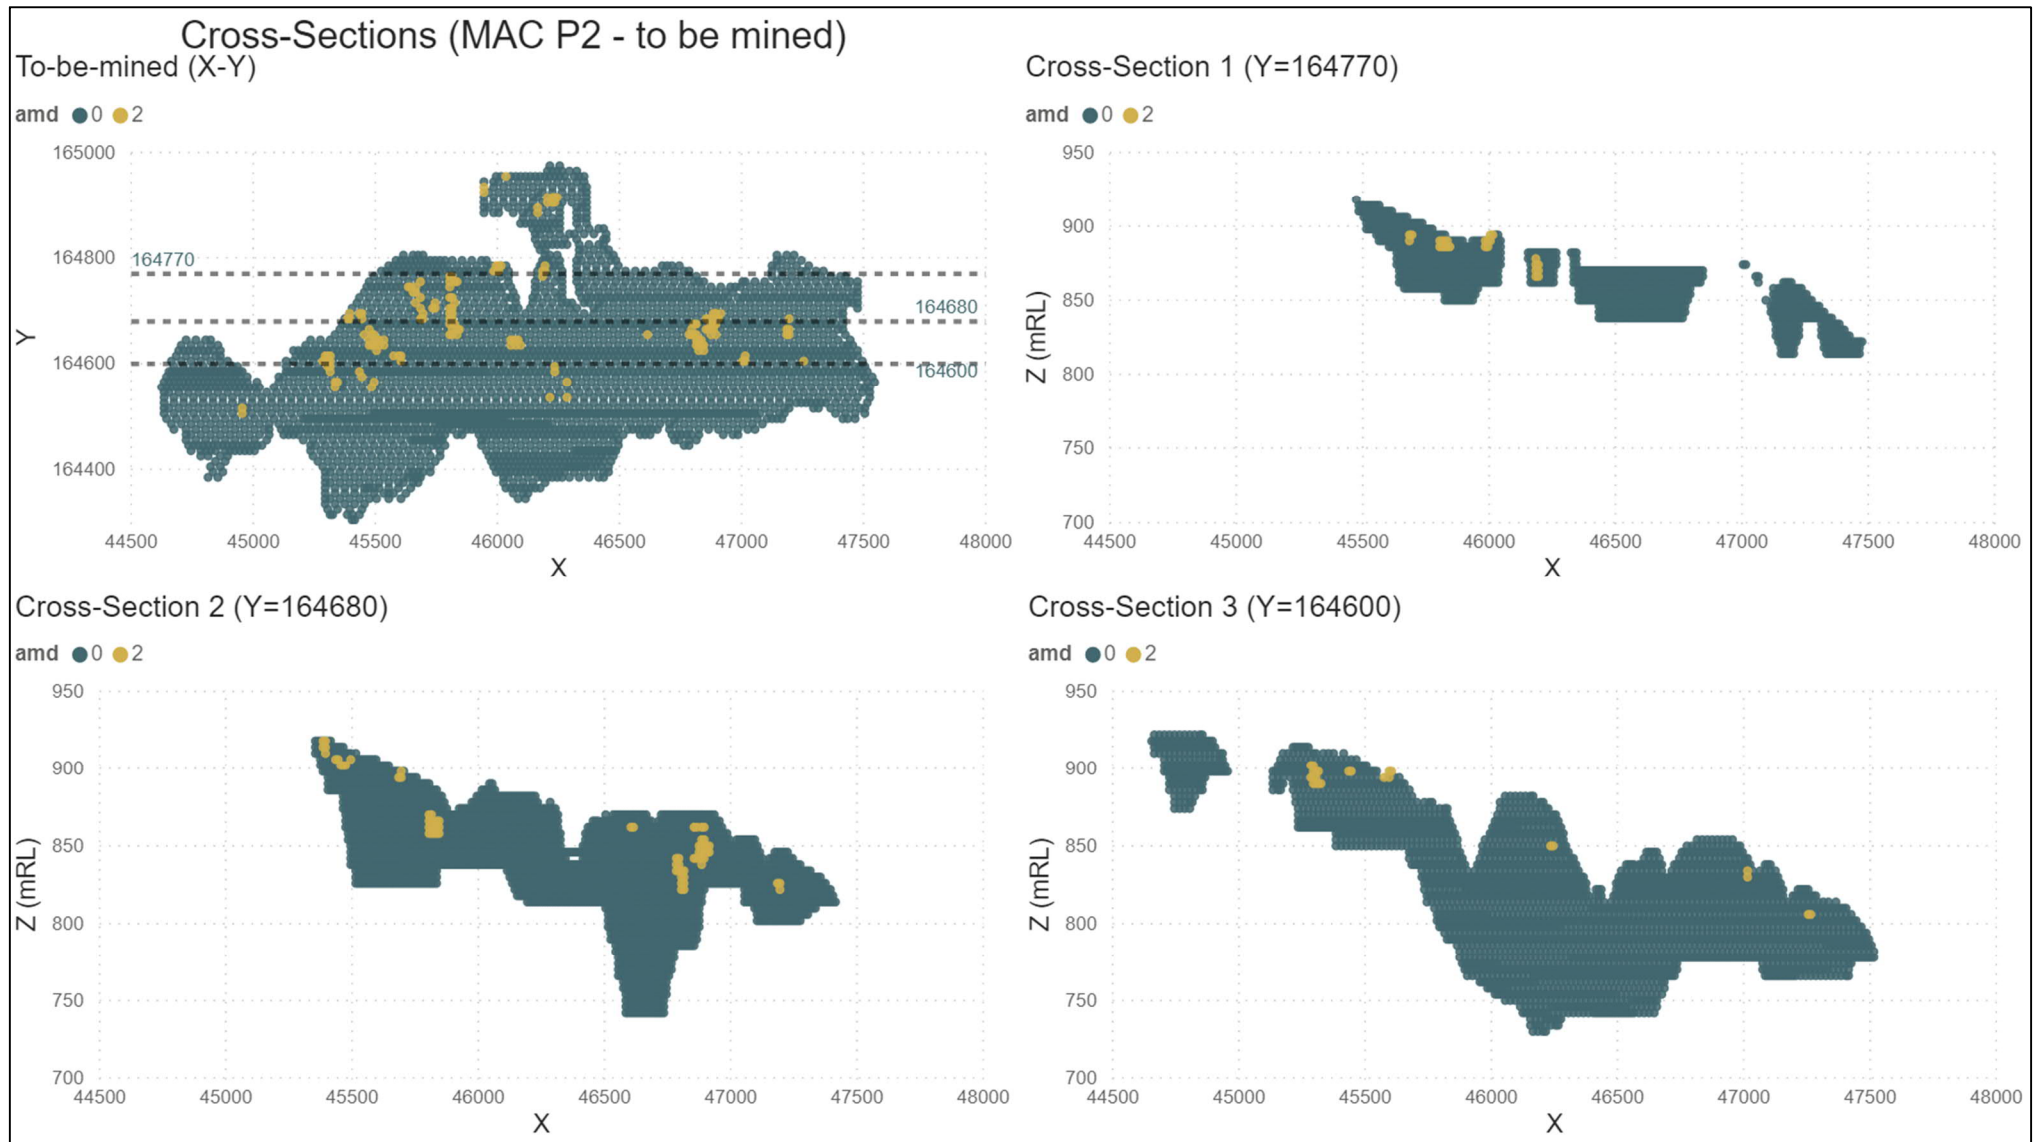 Cross-Sections (MAC P2 - to be mined)
To-be-mined (X-Y)
amd 0 2
165000
164800
164600
164400
Y
164770
164680
164600
44500 45000 45500 46000 46500 47000 47500 48000
X
Cross-Section 1 (Y=164770)
amd 0 2
950
900
850
800
750
700
Z (mRL)
44500 45000 45500 46000 46500 47000 47500 48000
X
Cross-Section 2 (Y=164680)
amd 0 2
950
900
850
800
750
700
Z (mRL)
44500 45000 45500 46000 46500 47000 47500 48000
X
Cross-Section 3 (Y=164600)
amd 0 2
950
900
850
800
750
700
Z (mRL)
44500 45000 45500 46000 46500 47000 47500 48000
X